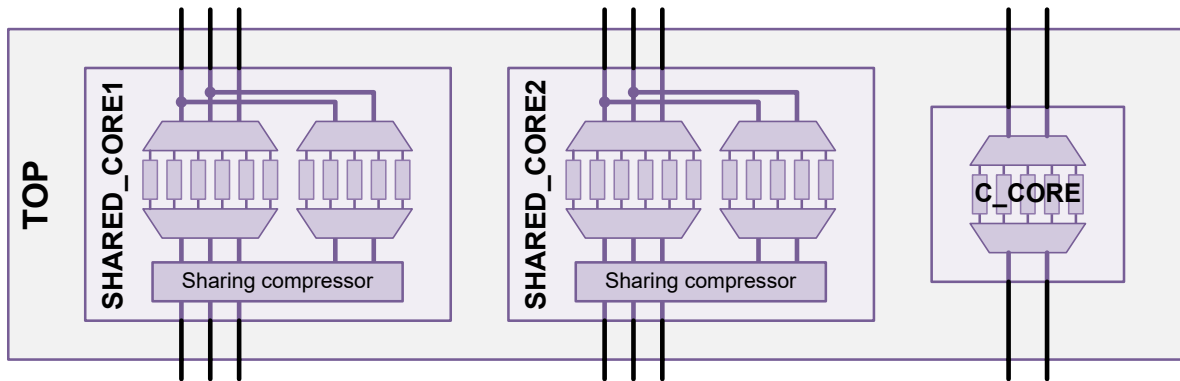 TOP
SHARED_CORE1
Sharing compressor
SHARED_CORE2
Sharing compressor
C_CORE